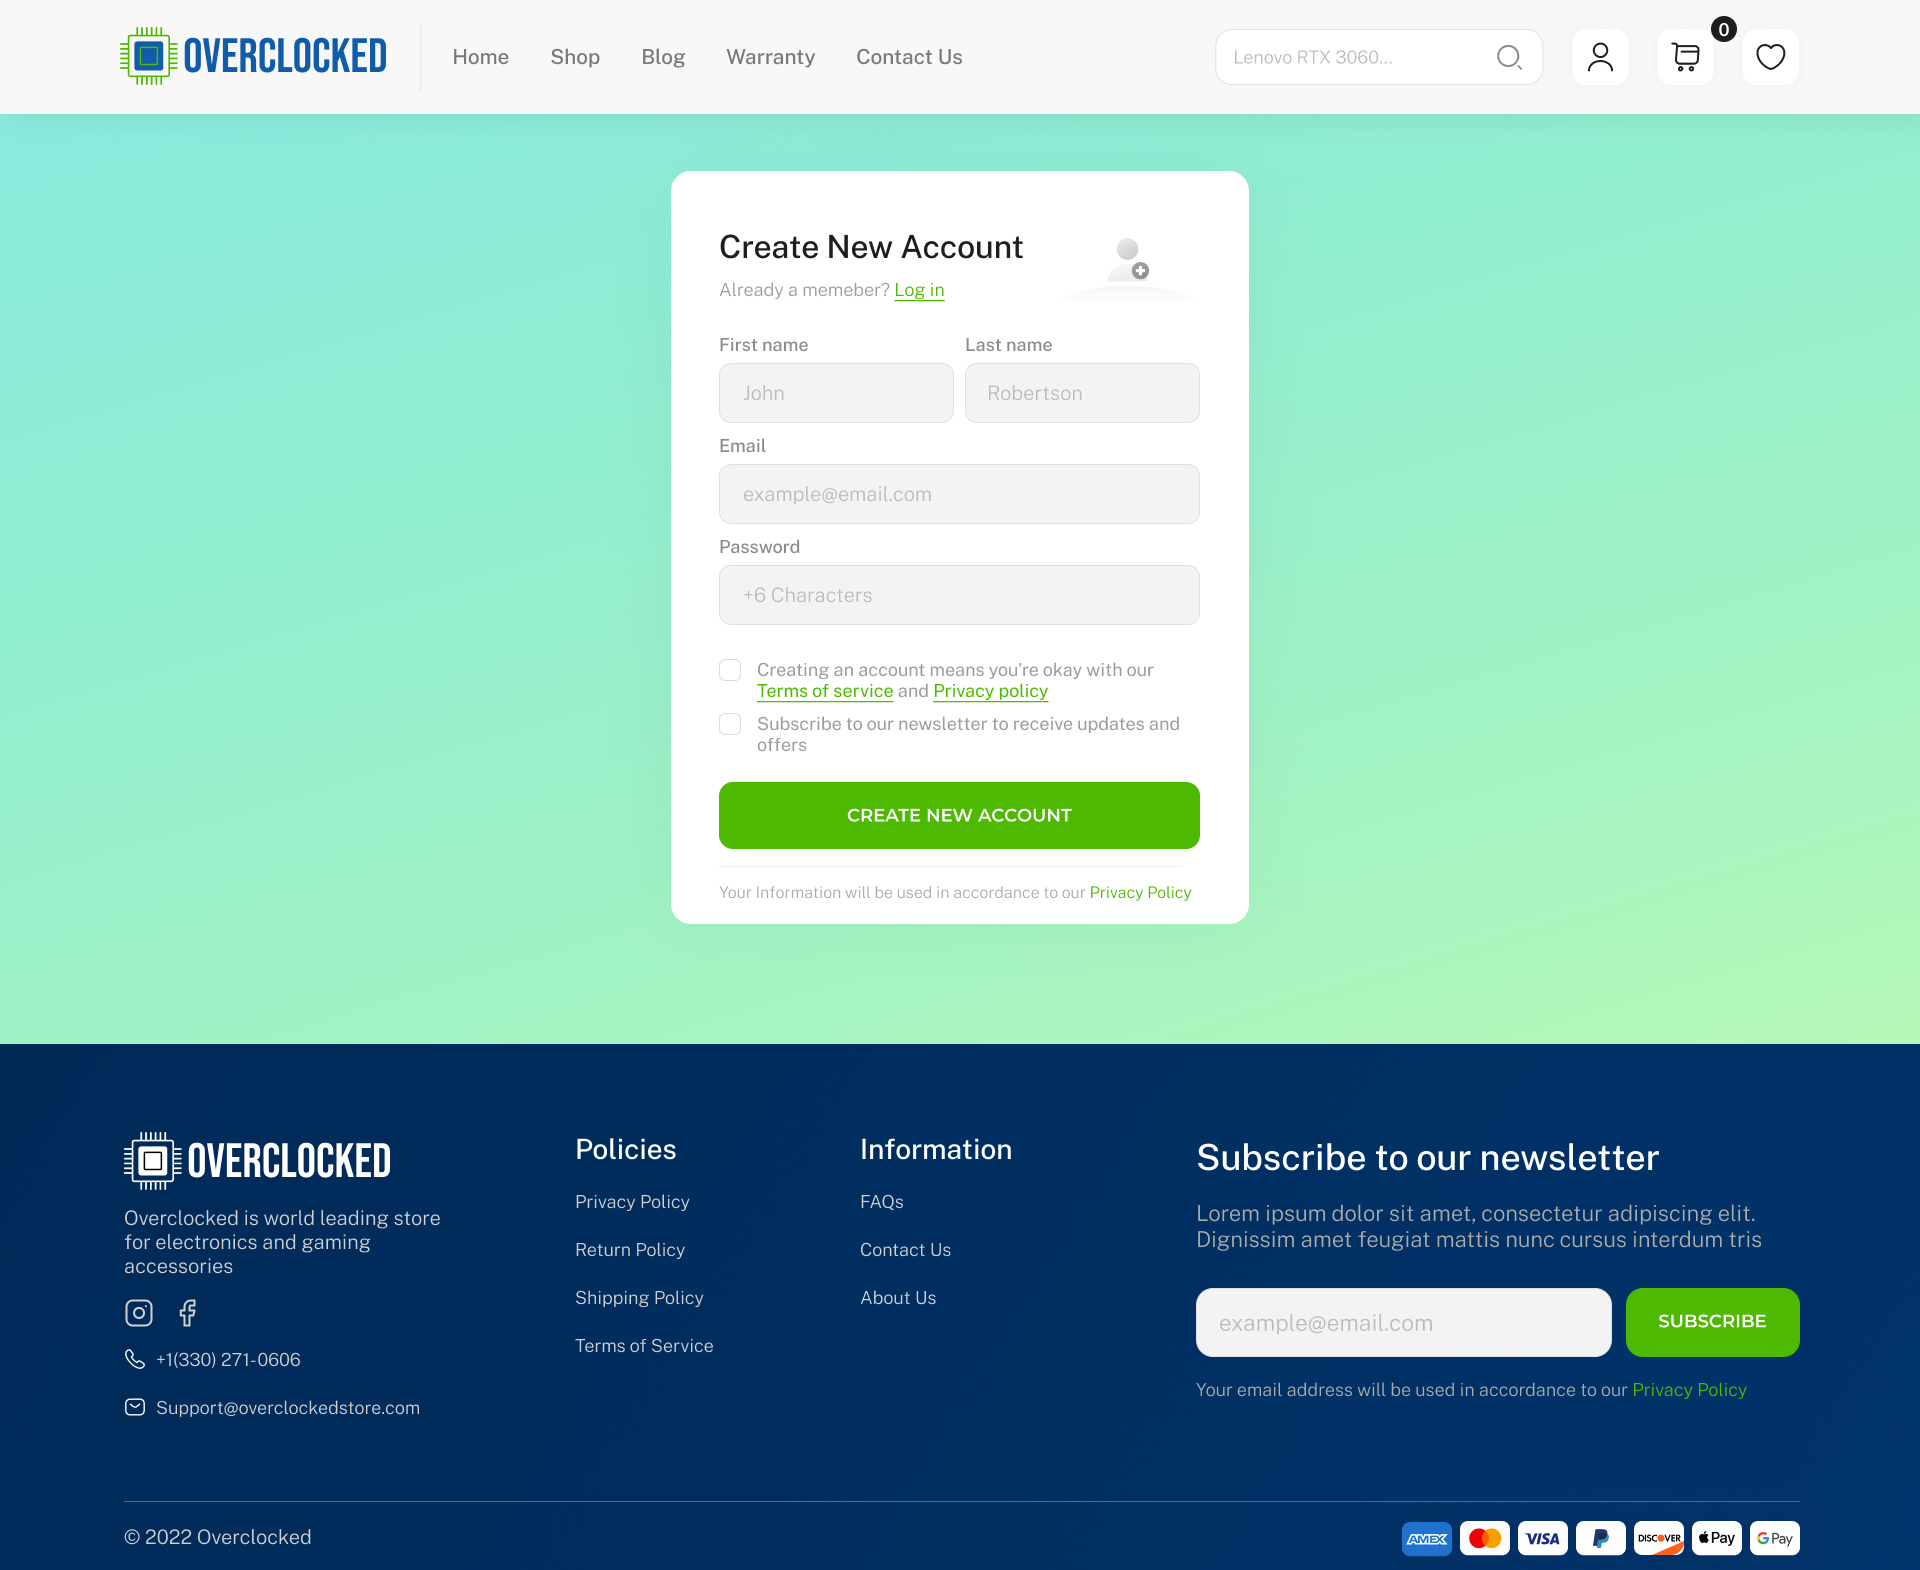 OVERCLOCKED
Home Shop Blog Warranty Contact Us
Lenovo RTX 3060...
0
Create New Account
Already a memeber? Log in
First name Last name
John Robertson
Email
example@email.com
Password
+6 Characters
Creating an account means you're okay with our
Terms of service and Privacy policy
Subscribe to our newsletter to receive updates and
offers
CREATE NEW ACCOUNT
Your Information will be used in accordance to our Privacy Policy
OVERCLOCKED
Overclocked is world leading store
for electronics and gaming
accessories
+1(330) 271-0606
Support@overclockedstore.com
Policies
Privacy Policy
Return Policy
Shipping Policy
Terms of Service
Information
FAQs
Contact Us
About Us
Subscribe to our newsletter
Lorem ipsum dolor sit amet, consectetur adipiscing elit.
Dignissim amet feugiat mattis nunc cursus interdum tris
example@email.com
SUBSCRIBE
Your email address will be used in accordance to our Privacy Policy
© 2022 Overclocked
AMEX VISA DISCOVER Pay G Pay